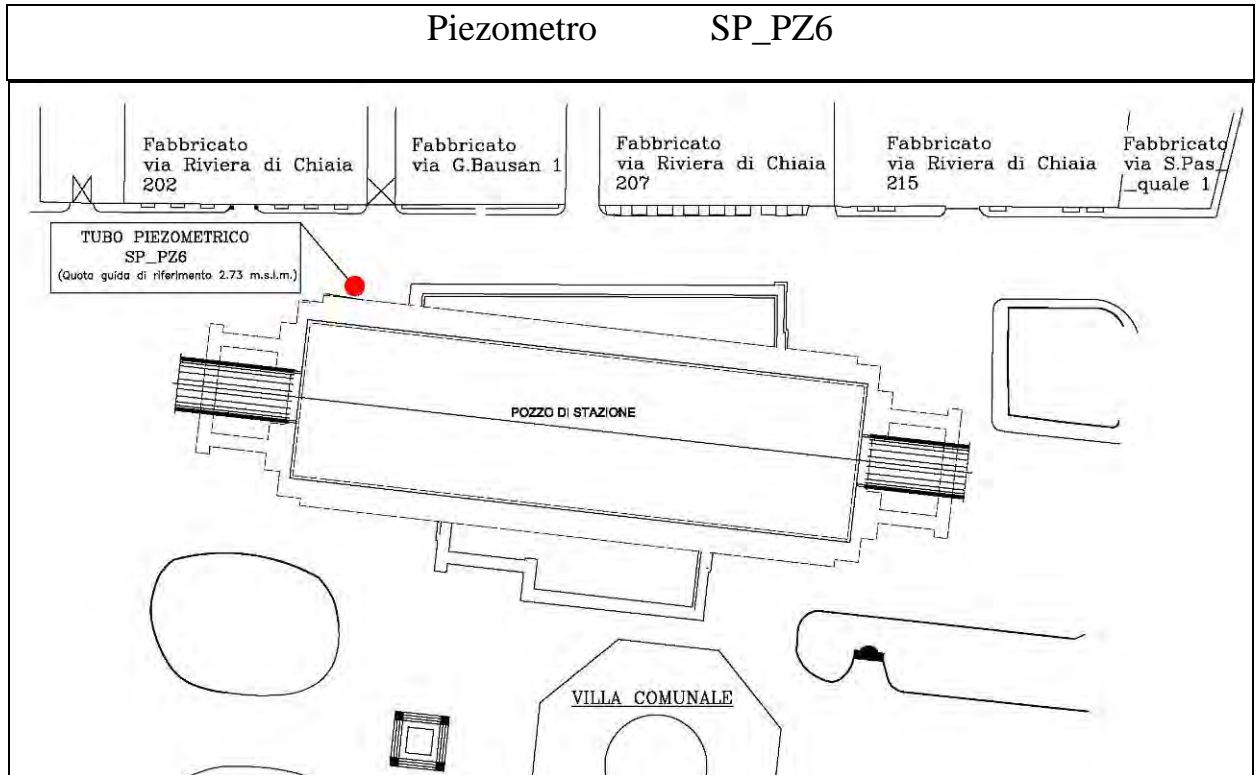 Piezometro SP_PZ6
Fabbricato
via Riviera di Chiaia
202
Fabbricato
via G.Bausan 1
Fabbricato
via Riviera di Chiaia
207
Fabbricato
via Riviera di Chiaia
215
Fabbricato
via S.Pas_
_quale 1
TUBO PIEZOMETRICO
SP_PZ6
(Quota guida di riferimento 2.73 m.s.l.m.)
POZZO DI STAZIONE
VILLA COMUNALE